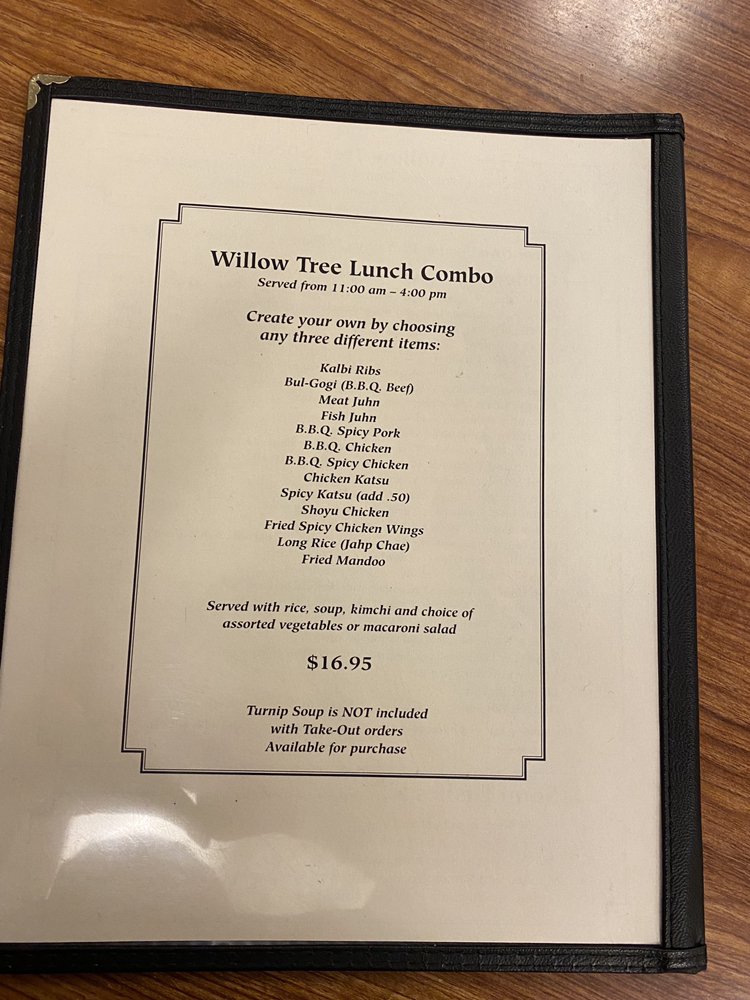 Willow Tree Lunch Combo
Served from 11:00 am – 4:00 pm
Create your own by choosing
any three different items:
Kalbi Ribs
Bul-Gogi (B.B.Q. Beef)
Meat Juhn
Fish Juhn
B.B.Q. Spicy Pork
B.B.Q. Chicken
B.B.Q. Spicy Chicken
Chicken Katsu
Spicy Katsu (add .50)
Shoyu Chicken
Fried Spicy Chicken Wings
Long Rice (Jahp Chae)
Fried Mandoo
Served with rice, soup, kimchi and choice of
assorted vegetables or macaroni salad
$16.95
Turnip Soup is NOT included
with Take-Out orders
Available for purchase